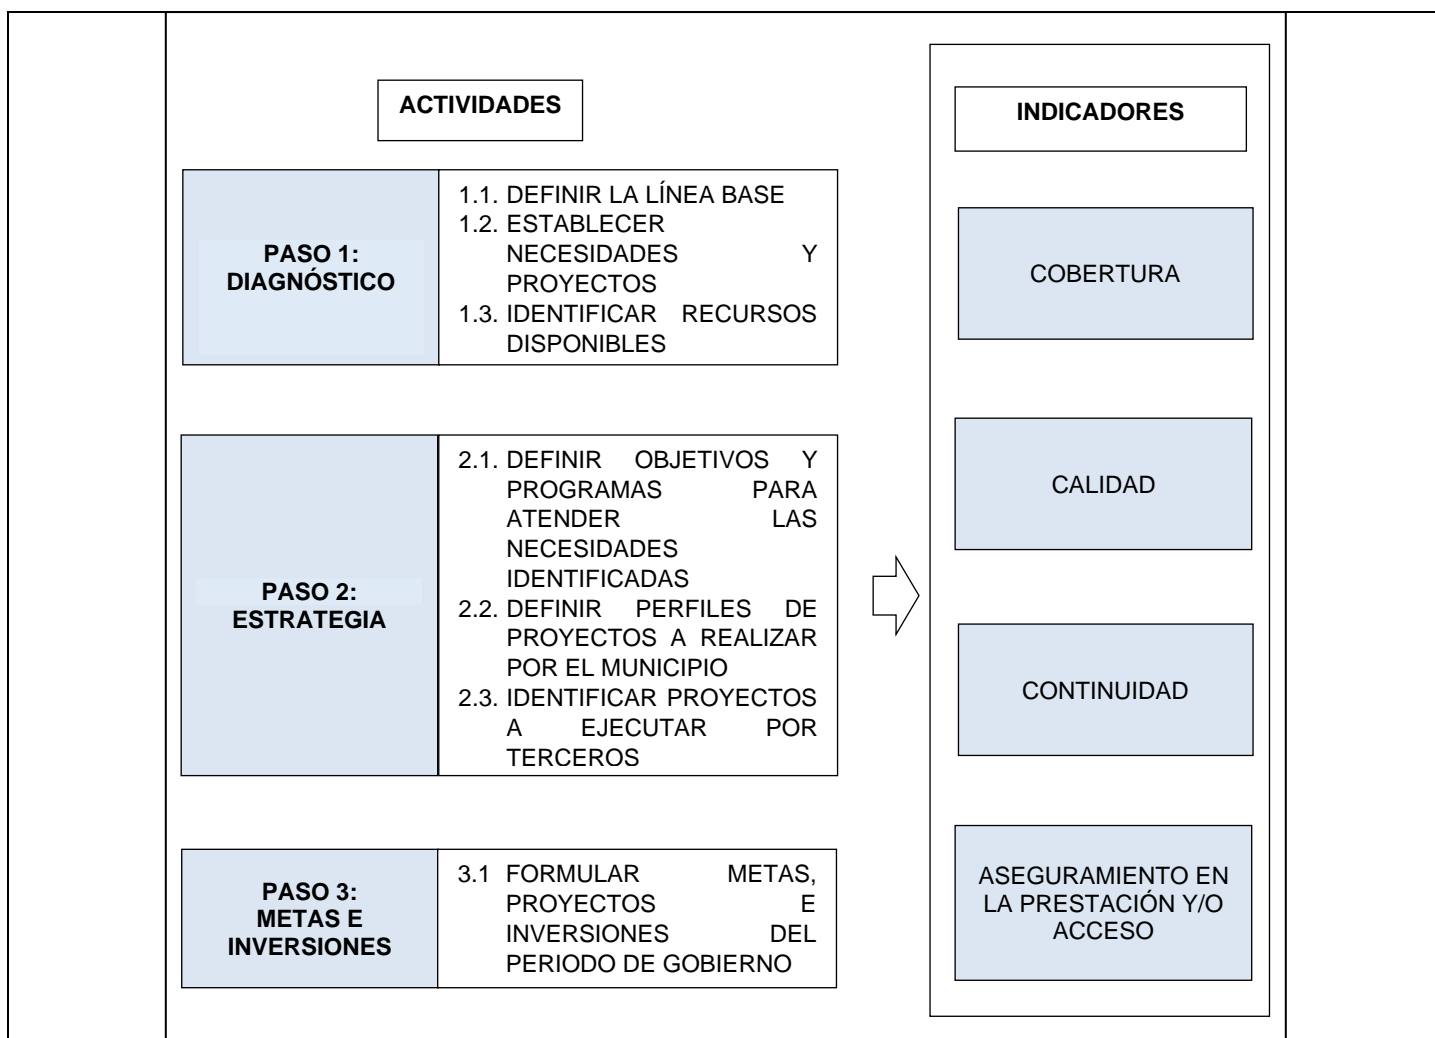 ACTIVIDADES
PASO 1:
DIAGNÓSTICO
1.1. DEFINIR LA LÍNEA BASE
1.2. ESTABLECER
NECESIDADES Y
PROYECTOS
1.3. IDENTIFICAR RECURSOS
DISPONIBLES
PASO 2:
ESTRATEGIA
2.1. DEFINIR OBJETIVOS Y
PROGRAMAS PARA
ATENDER LAS
NECESIDADES
IDENTIFICADAS
2.2. DEFINIR PERFILES DE
PROYECTOS A REALIZAR
POR EL MUNICIPIO
2.3. IDENTIFICAR PROYECTOS
A EJECUTAR POR
TERCEROS
PASO 3:
METAS E
INVERSIONES
3.1 FORMULAR METAS,
PROYECTOS E
INVERSIONES DEL
PERIODO DE GOBIERNO
INDICADORES
COBERTURA
CALIDAD
CONTINUIDAD
ASEGURAMIENTO EN
LA PRESTACIÓN Y/O
ACCESO